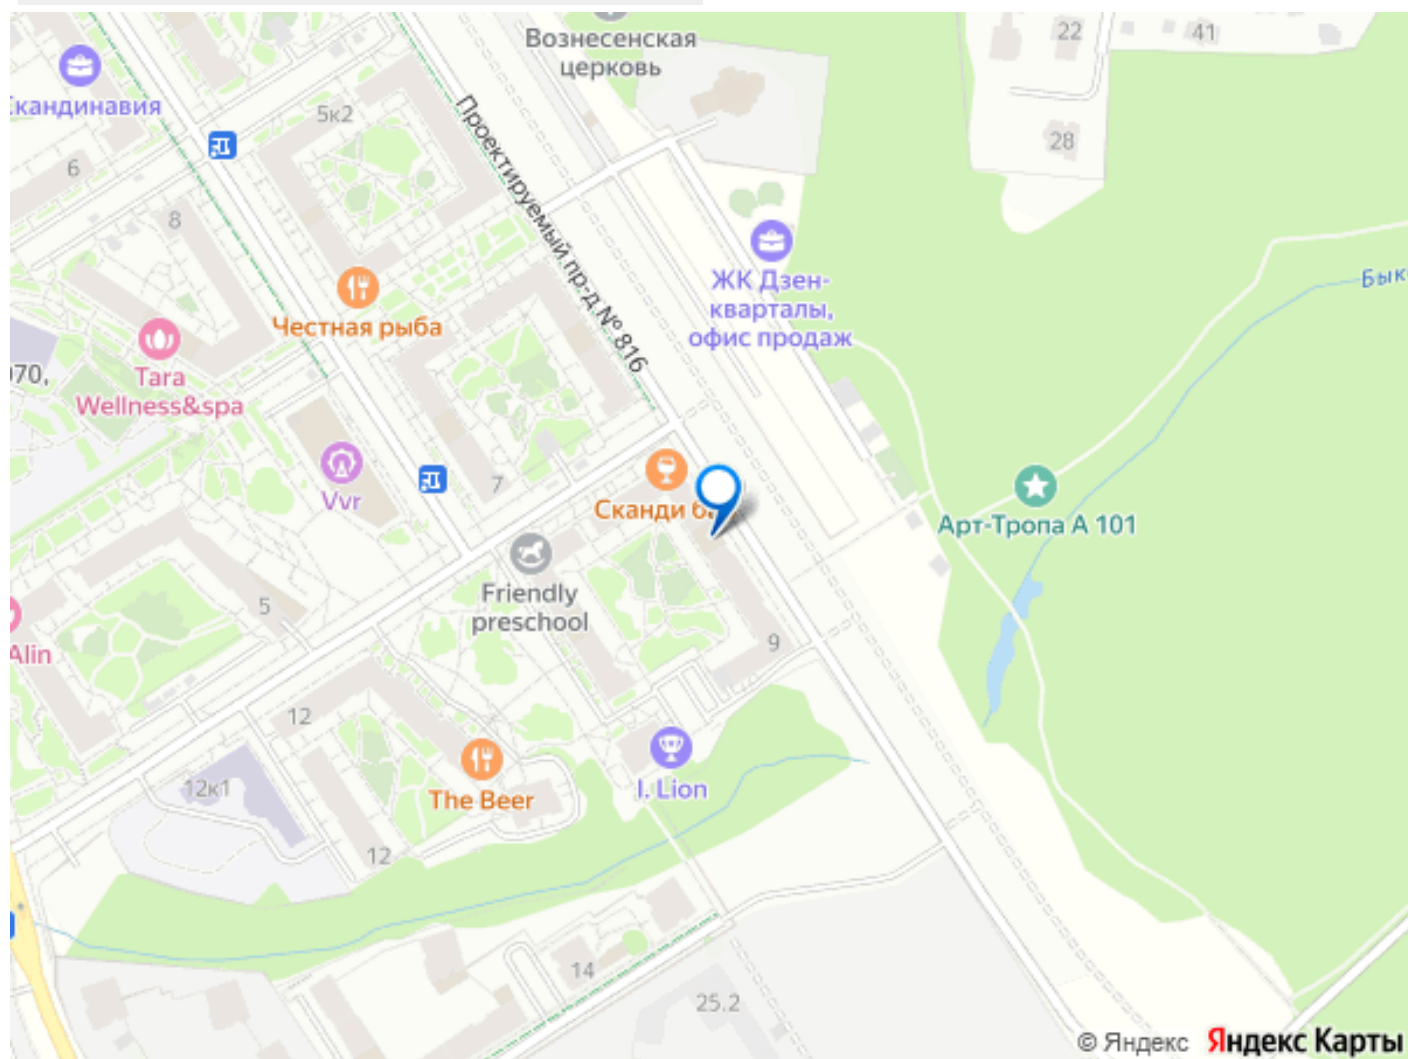 Вознесенская
церковь
22
41
кандинавия
5к2
28
6
8
Проектируемый пр-д № 816
ЖК Дзен-
кварталы,
офис продаж
Честная рыба
070,
Tara
Wellness&spa
Vvr
7
Сканди
Арт-Тропа А 101
Friendly
preschool
5
Alin
9
12
12к1
The Beer
I. Lion
12
14
25.2
© Яндекс Яндекс Карты